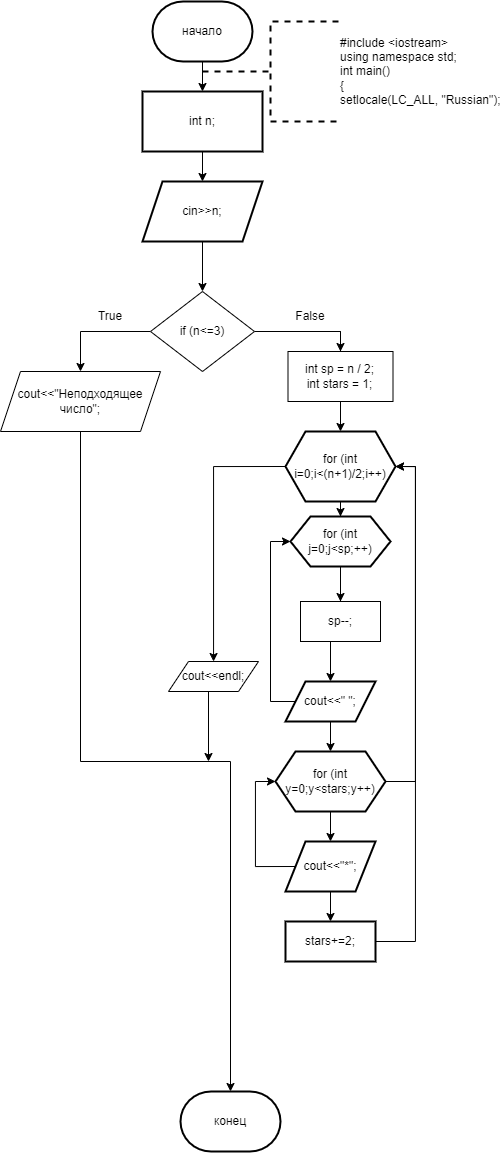 начало
#include <iostream>
using namespace std;
int main()
{
setlocale(LC_ALL, "Russian");
int n;
cin>>n;
if (n<=3)
True
False
cout<<"Неподходящее
число";
int sp = n / 2;
int stars = 1;
for (int
i=0;i<(n+1)/2;i++)
for (int
j=0;j<sp;++)
sp--;
cout<<endl;
cout<<" ";
for (int
y=0;y<stars;y++)
cout<<"*";
stars+=2;
конец